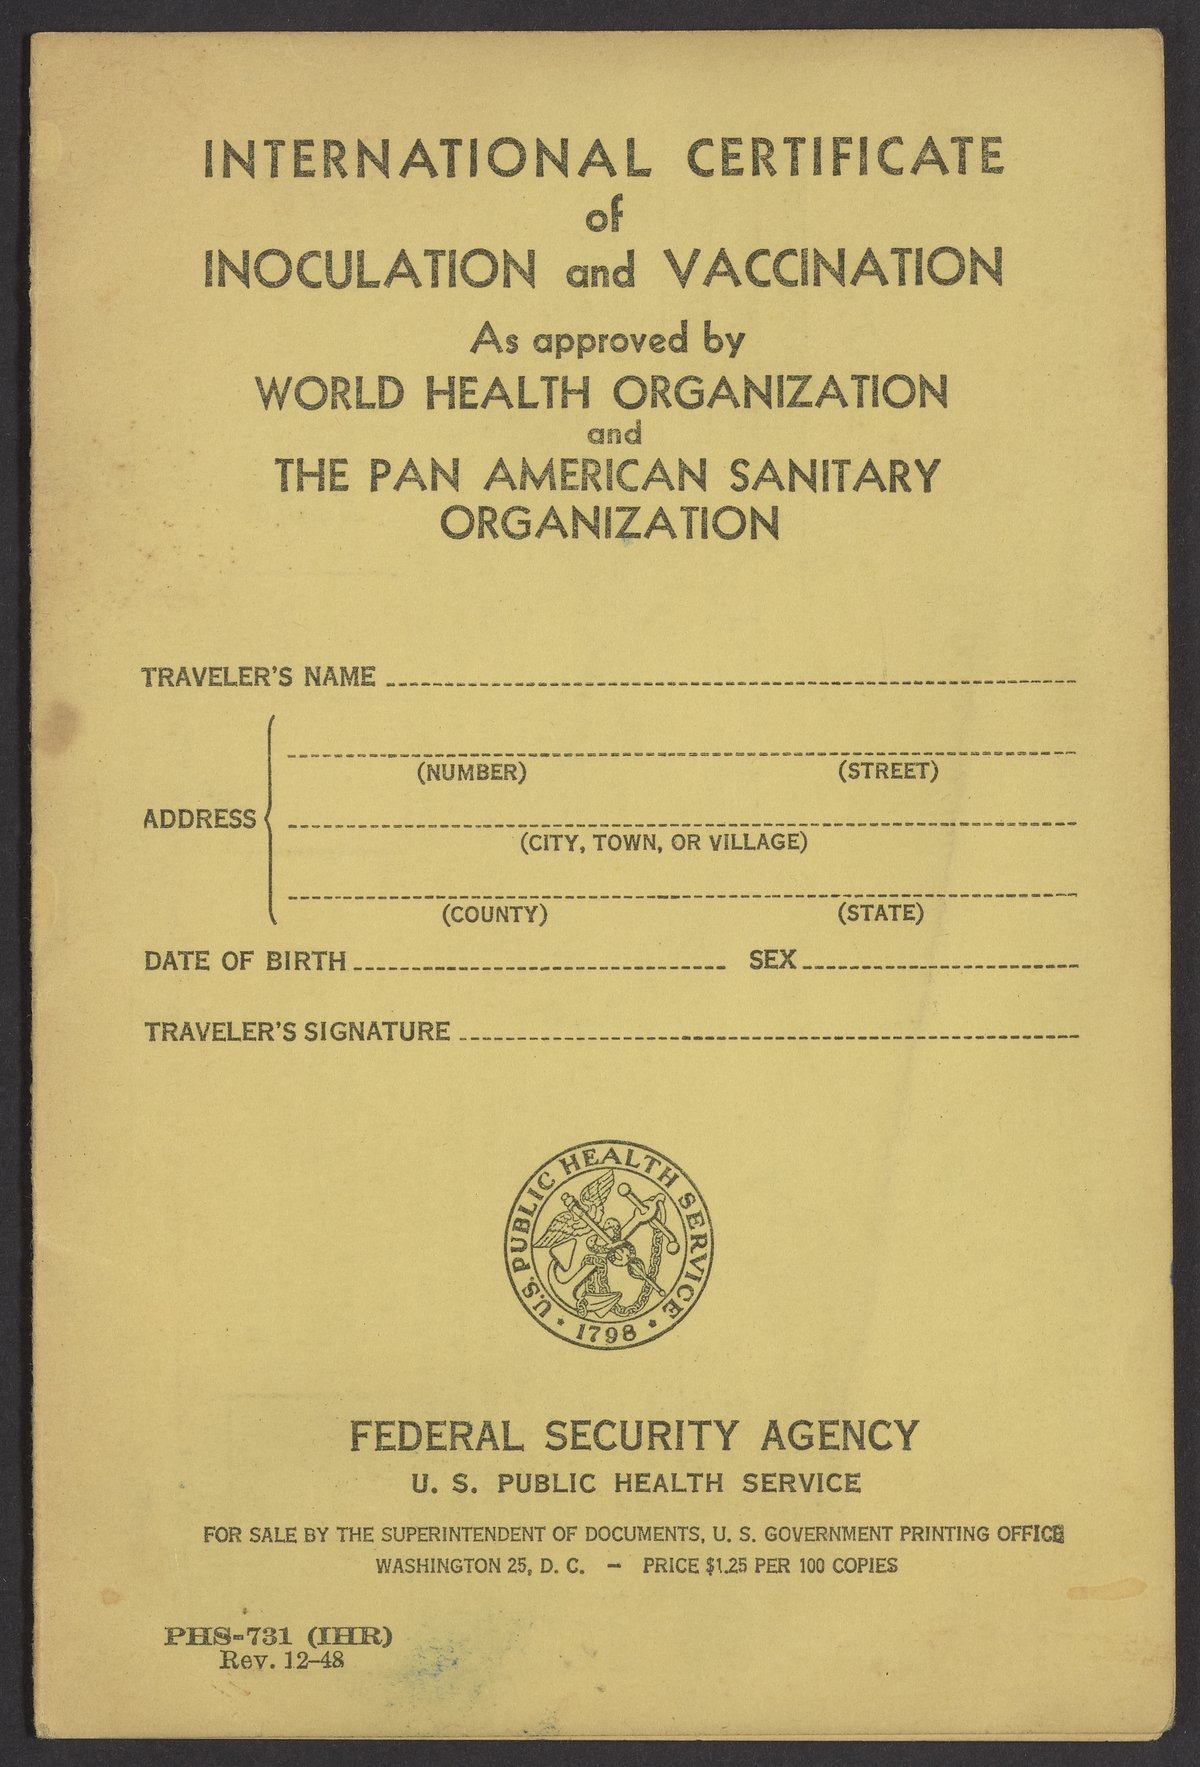 INTERNATIONAL CERTIFICATE
of
INOCULATION and VACCINATION
As approved by
WORLD HEALTH ORGANIZATION
and
THE PAN AMERICAN SANITARY
ORGANIZATION
TRAVELER'S NAME
(NUMBER) (STREET)
ADDRESS
(CITY, TOWN, OR VILLAGE)
(COUNTY) (STATE)
DATE OF BIRTH SEX
TRAVELER'S SIGNATURE
U.S. PUBLIC HEALTH SERVICE
* 1798 *
FEDERAL SECURITY AGENCY
U. S. PUBLIC HEALTH SERVICE
FOR SALE BY THE SUPERINTENDENT OF DOCUMENTS, U. S. GOVERNMENT PRINTING OFFICE
WASHINGTON 25, D. C. — PRICE $1.25 PER 100 COPIES
PHS-731 (IHR)
Rev. 12-48